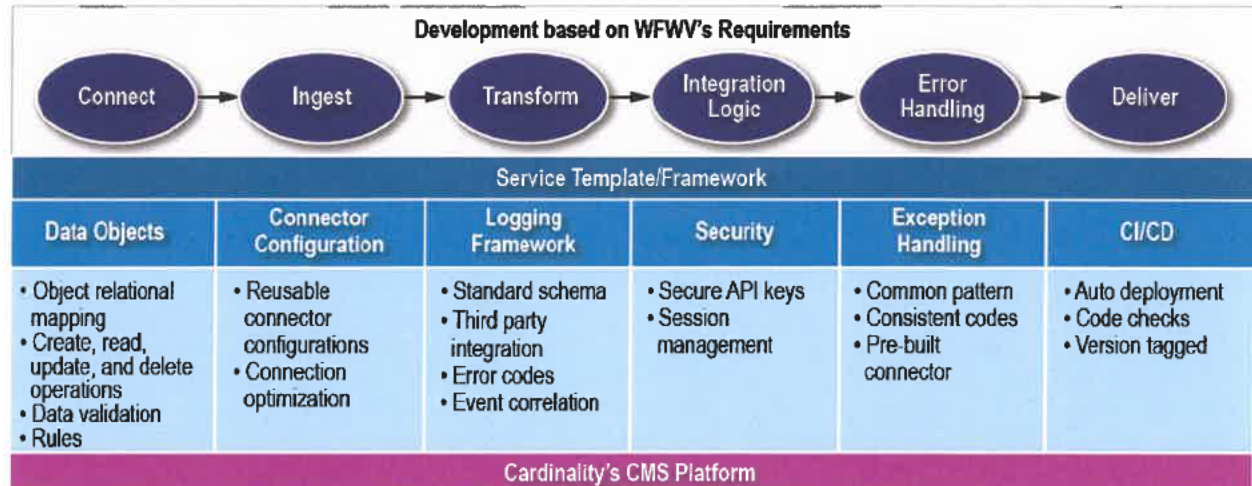 Development based on WFWV's Requirements
Connect
Ingest
Transform
Integration
Logic
Error
Handling
Deliver
Service Template/Framework
Data Objects
Connector
Configuration
Logging
Framework
Security
Exception
Handling
CI/CD
• Object relational
mapping
• Create, read,
update, and delete
operations
• Data validation
• Rules
• Reusable
connector
configurations
• Connection
optimization
• Standard schema
• Third party
integration
• Error codes
• Event correlation
• Secure API keys
• Session
management
• Common pattern
• Consistent codes
• Pre-built
connector
• Auto deployment
• Code checks
• Version tagged
Cardinality's CMS Platform